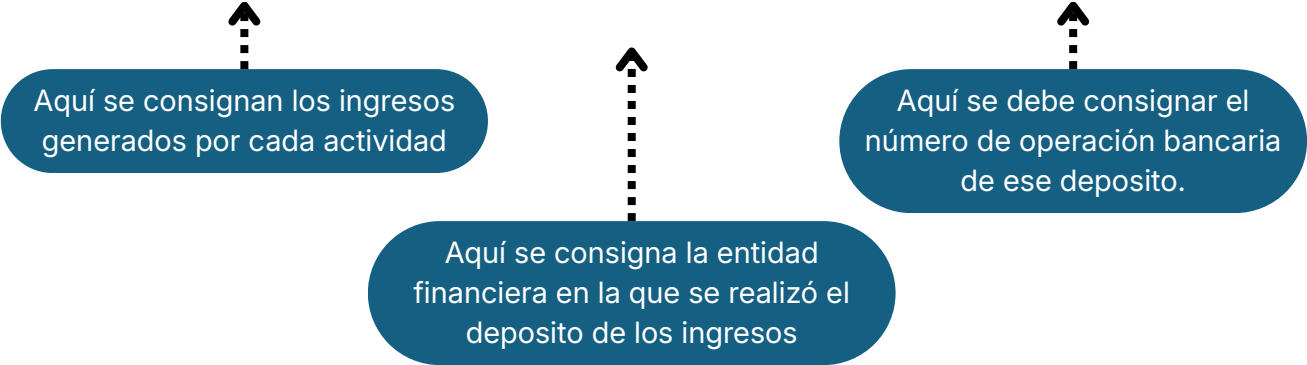 Aquí se consignan los ingresos
generados por cada actividad
Aquí se consigna la entidad
financiera en la que se realizó el
deposito de los ingresos
Aquí se debe consignar el
número de operación bancaria
de ese deposito.